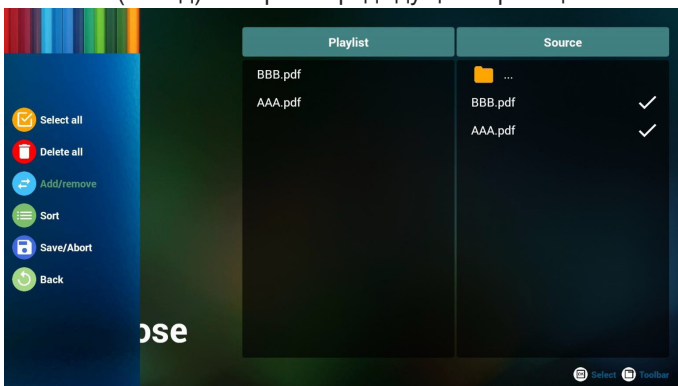 Playlist
Source
BBB.pdf
AAA.pdf
...
BBB.pdf
AAA.pdf
Select all
Delete all
Add/remove
Sort
Save/Abort
Back
ose
Select Toolbar